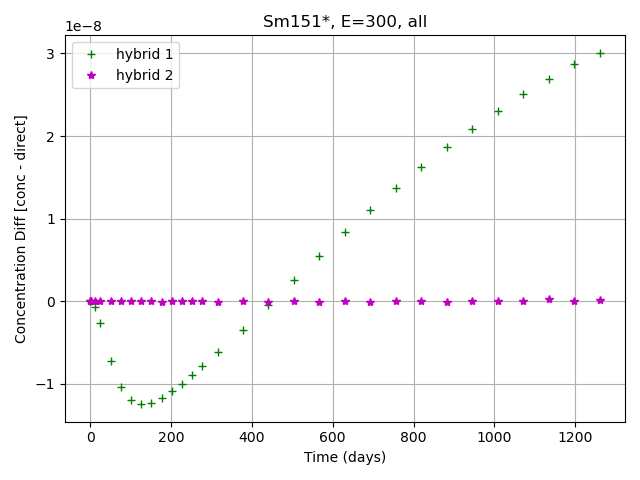 Sm151*, E=300, all
1e−8
hybrid 1
hybrid 2
3
2
1
0
−1
Concentration Diff [conc - direct]
0 200 400 600 800 1000 1200
Time (days)